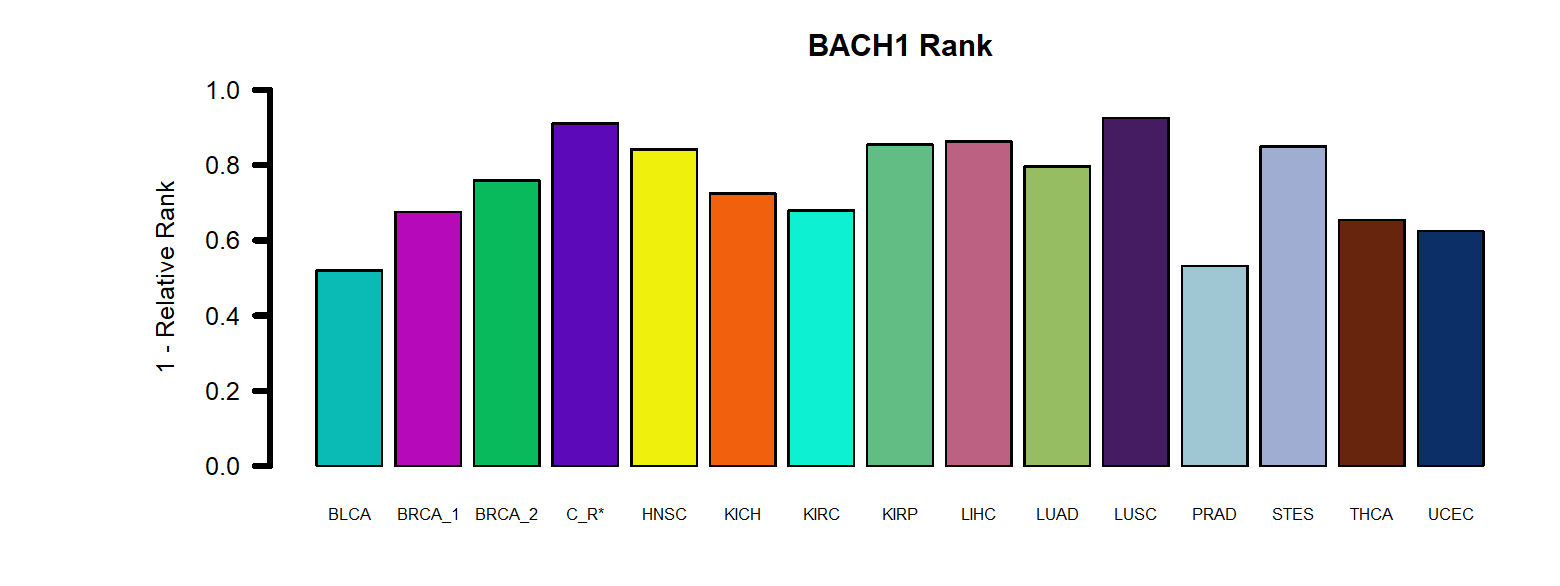 BACH1 Rank
1 - Relative Rank
1.0
0.8
0.6
0.4
0.2
0.0
BLCA BRCA_1 BRCA_2 C_R* HNSC KICH KIRC KIRP LIHC LUAD LUSC PRAD STES THCA UCEC